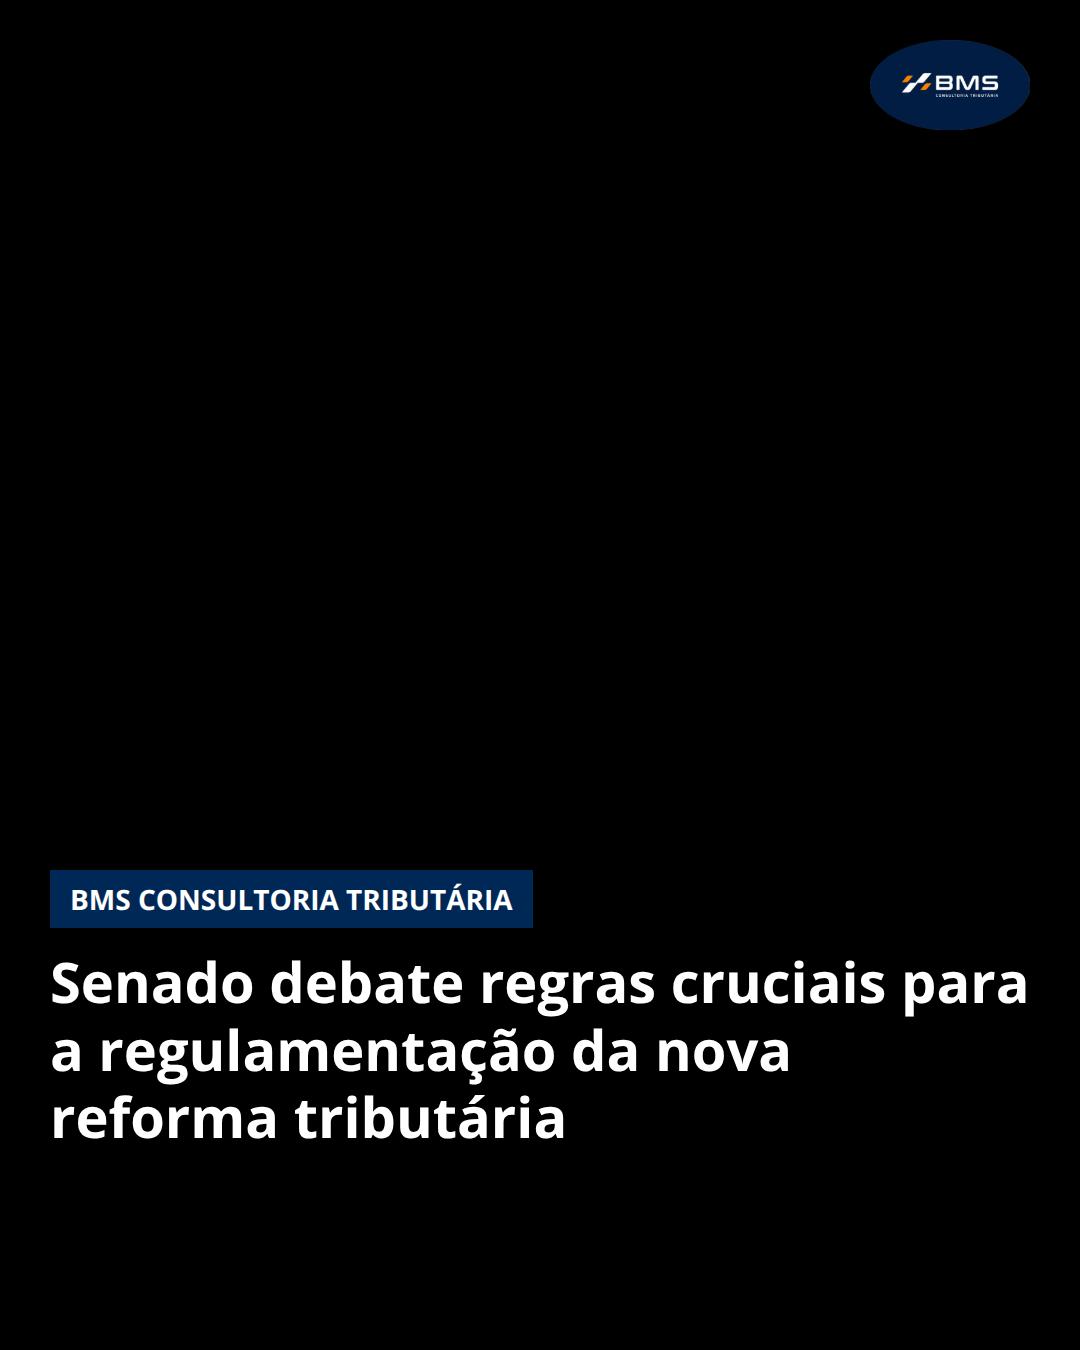 BMS
CONSULTORIA TRIBUTÁRIA
BMS CONSULTORIA TRIBUTÁRIA
Senado debate regras cruciais para
a regulamentação da nova
reforma tributária